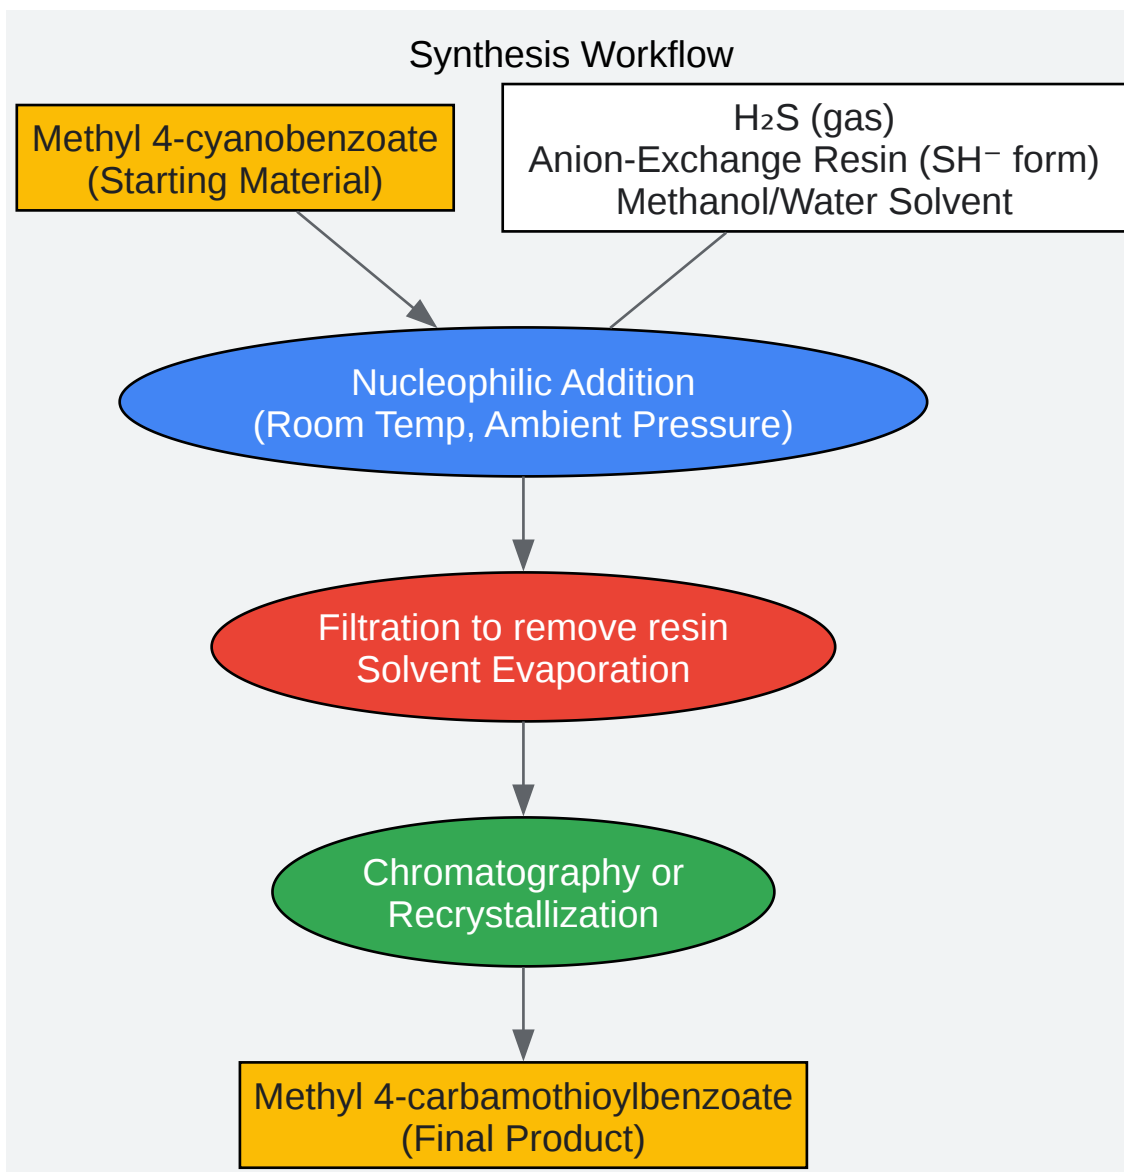 Synthesis Workflow
Methyl 4-cyanobenzoate
(Starting Material)
H₂S (gas)
Anion-Exchange Resin (SH⁻ form)
Methanol/Water Solvent
Nucleophilic Addition
(Room Temp, Ambient Pressure)
Filtration to remove resin
Solvent Evaporation
Chromatography or
Recrystallization
Methyl 4-carbamothioylbenzoate
(Final Product)